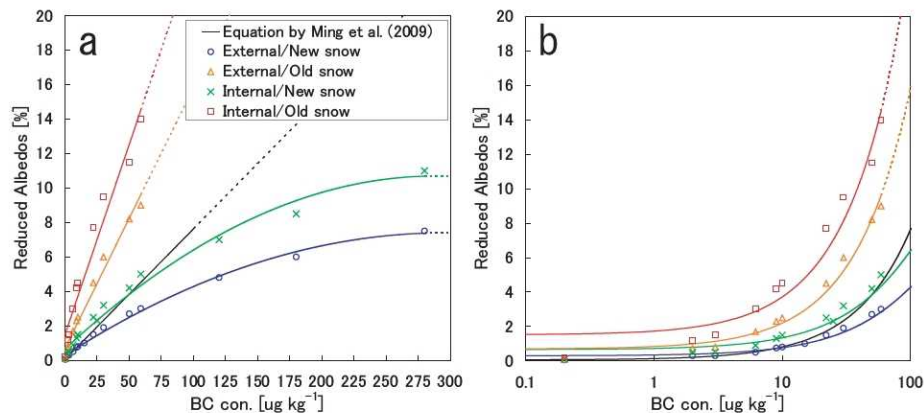 a
20
18
16
14
12
10
8
6
4
2
0
Reduced Albedos [%]
Equation by Ming et al. (2009)
External/New snow
External/Old snow
Internal/New snow
Internal/Old snow
0 25 50 75 100 125 150 175 200 225 250 275 300
BC con. [ug kg⁻¹]
b
20
18
16
14
12
10
8
6
4
2
0
Reduced Albedos [%]
1 10 100
BC con. [ug kg⁻¹]